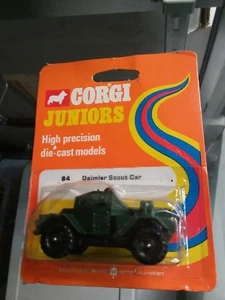 CORGI
JUNIORS
High precision
die-cast models
84 Daimler Scout Car